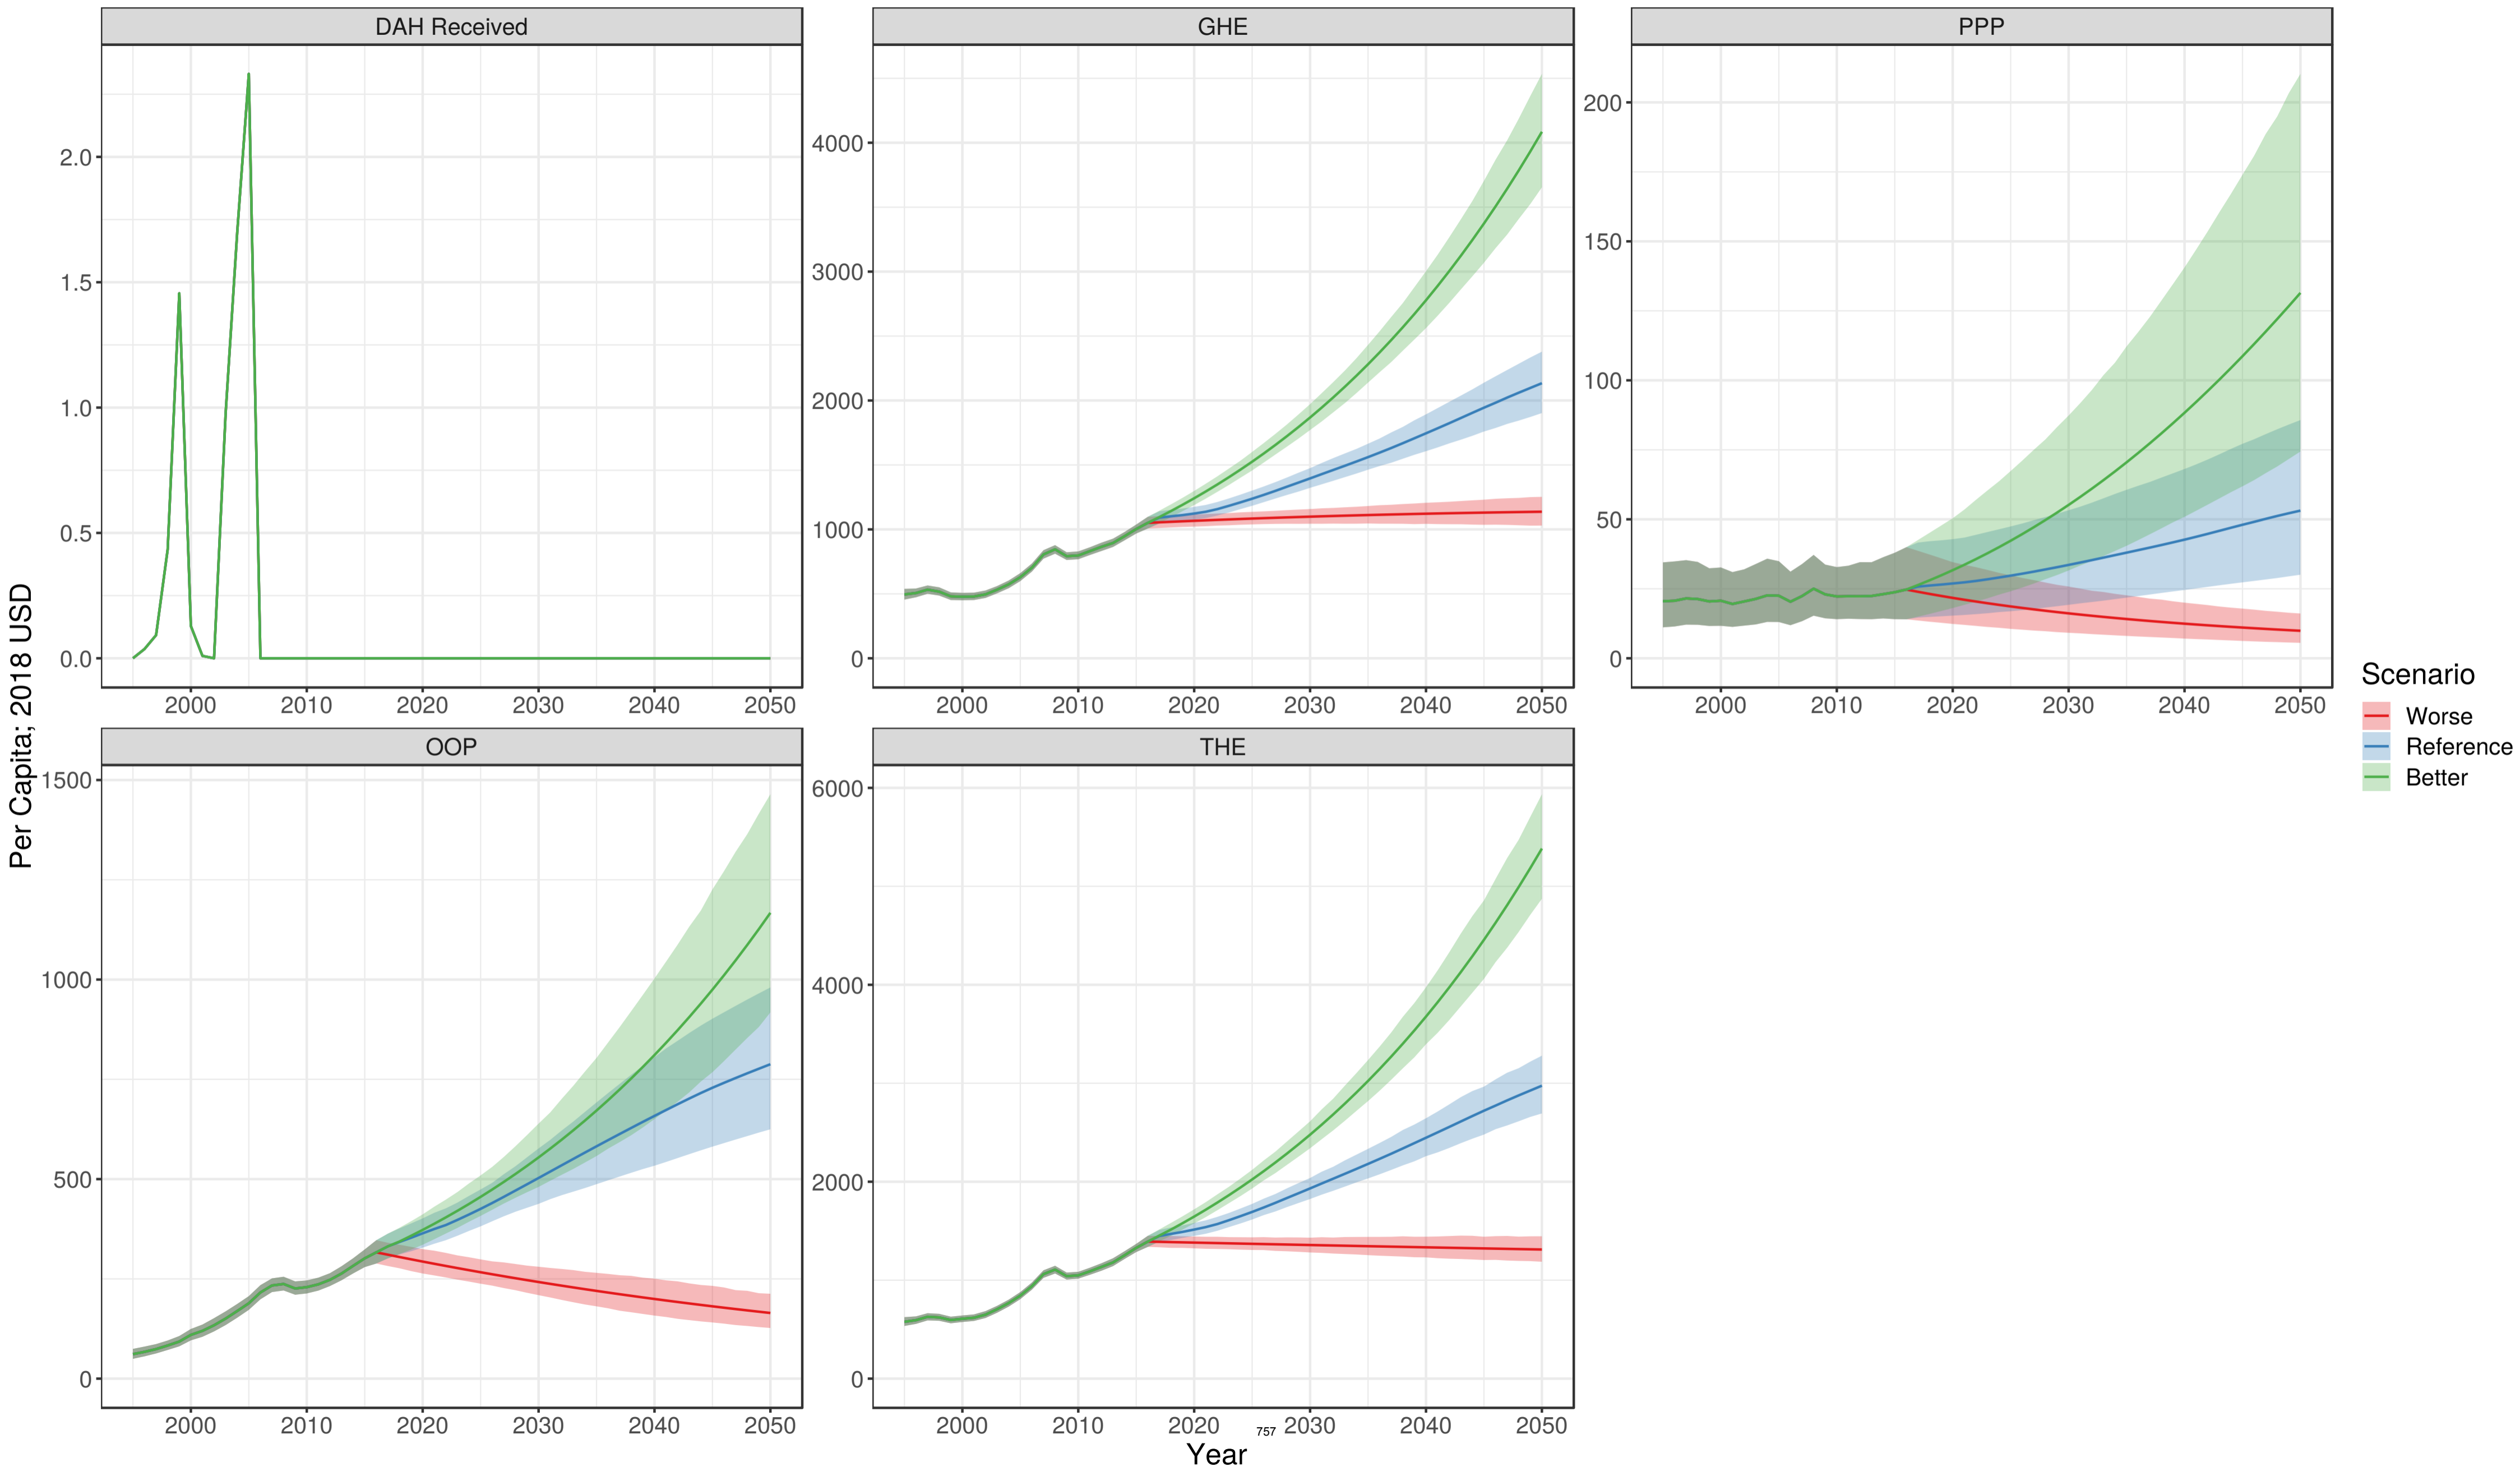 DAH Received
GHE
PPP
2.0
1.5
1.0
0.5
0.0
4000
3000
2000
1000
0
200
150
100
50
0
2000 2010 2020 2030 2040 2050
2000 2010 2020 2030 2040 2050
2000 2010 2020 2030 2040 2050
Per Capita; 2018 USD
Scenario
Worse
Reference
Better
OOP
THE
1500
1000
500
0
6000
4000
2000
0
2000 2010 2020 2030 2040 2050
2000 2010 2020 2030 2040 2050
757
Year